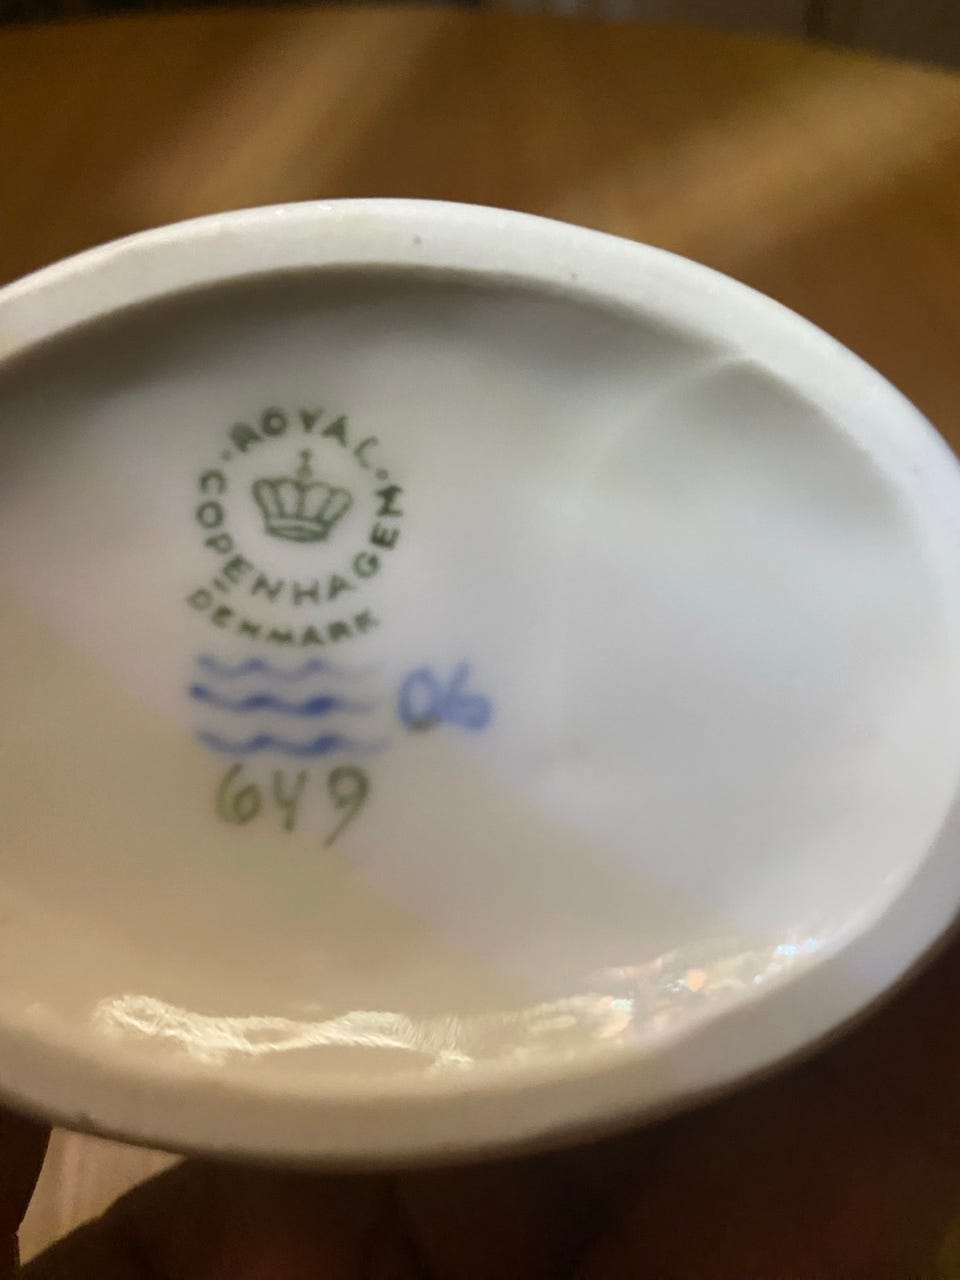 ROYAL
COPENHAGEN
DENMARK
06
649